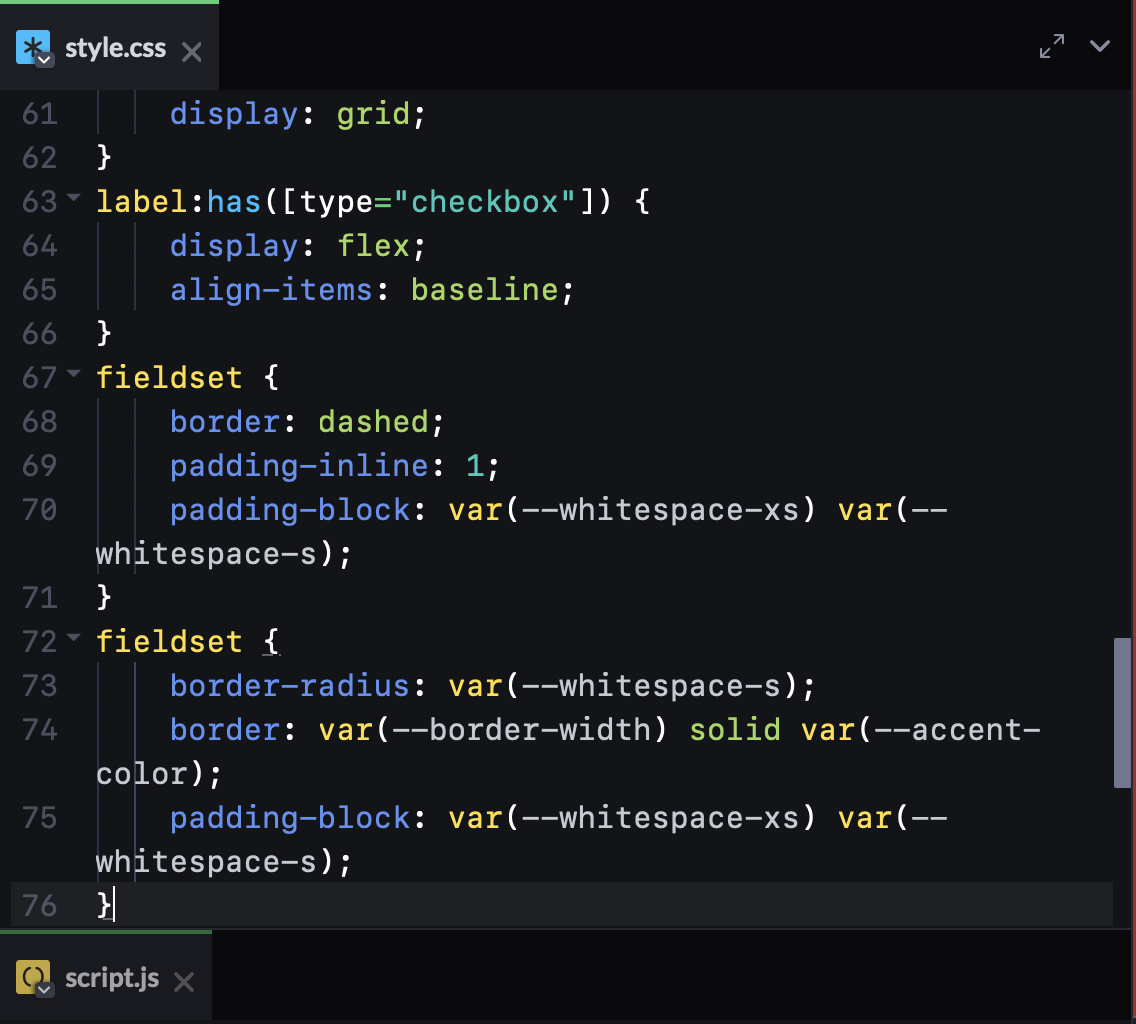 style.css
61 display: grid;
62 }
63 label:has([type="checkbox"]) {
64 display: flex;
65 align-items: baseline;
66 }
67 fieldset {
68 border: dashed;
69 padding-inline: 1;
70 padding-block: var(--whitespace-xs) var(--
whitespace-s);
71 }
72 fieldset {
73 border-radius: var(--whitespace-s);
74 border: var(--border-width) solid var(--accent-
color);
75 padding-block: var(--whitespace-xs) var(--
whitespace-s);
76 }
script.js